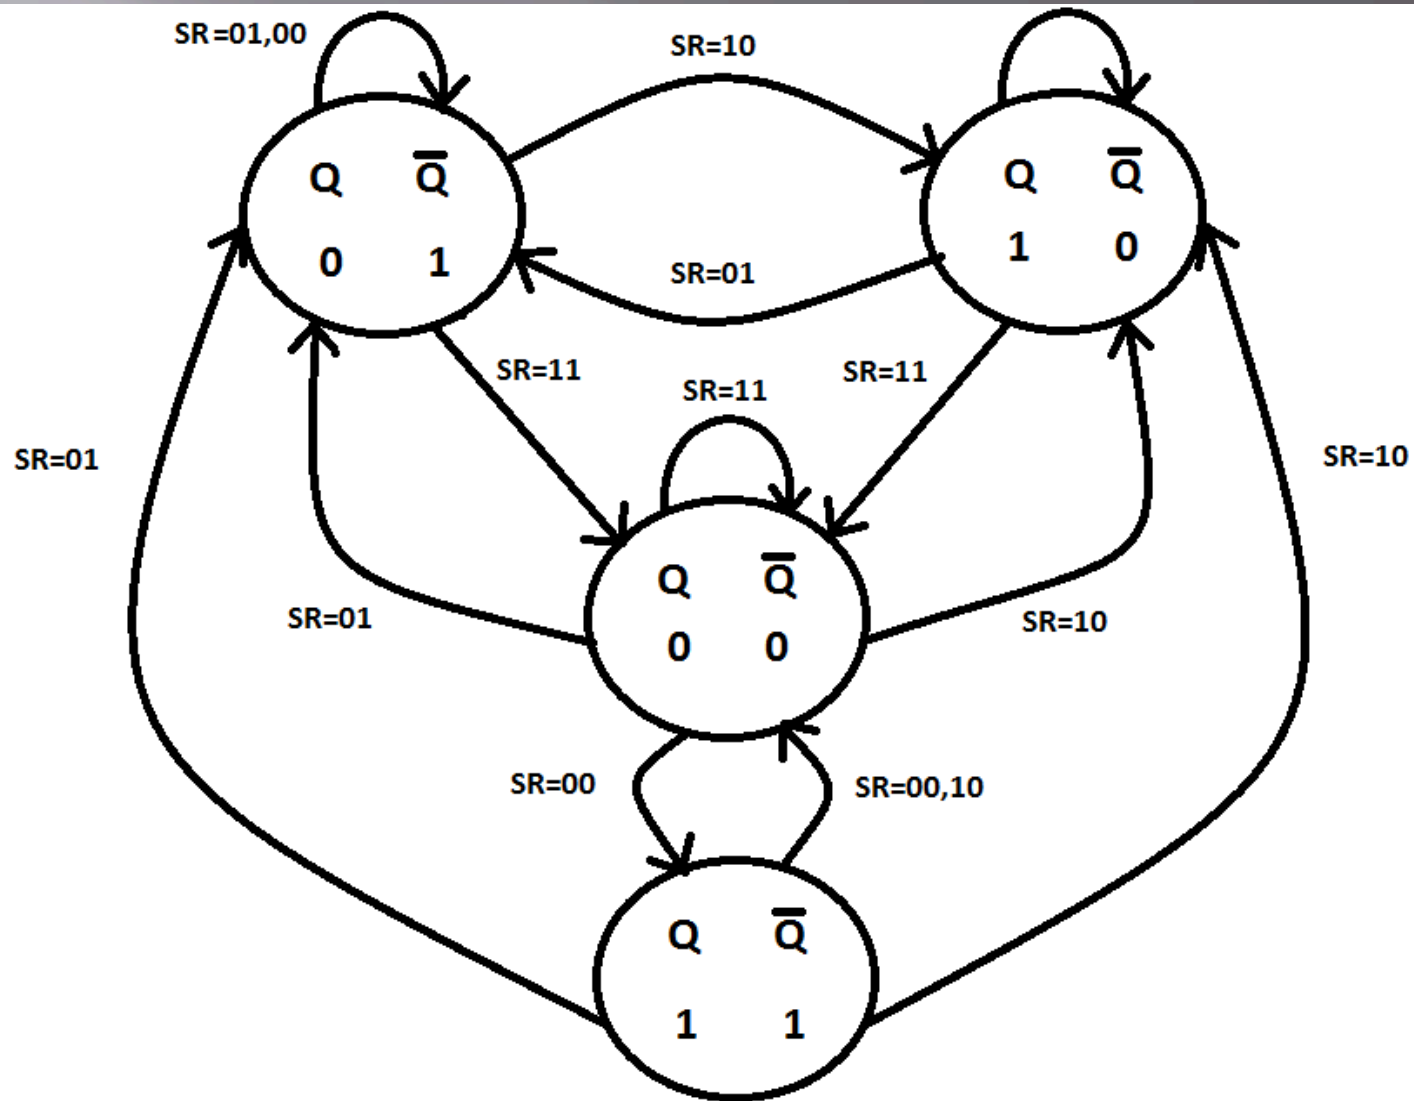 SR=01,00
SR=10
Q Q̅
0 1
Q Q̅
1 0
SR=01
SR=11
SR=11
SR=11
SR=01
SR=10
Q Q̅
0 0
SR=01
SR=10
SR=00
SR=00,10
Q Q̅
1 1